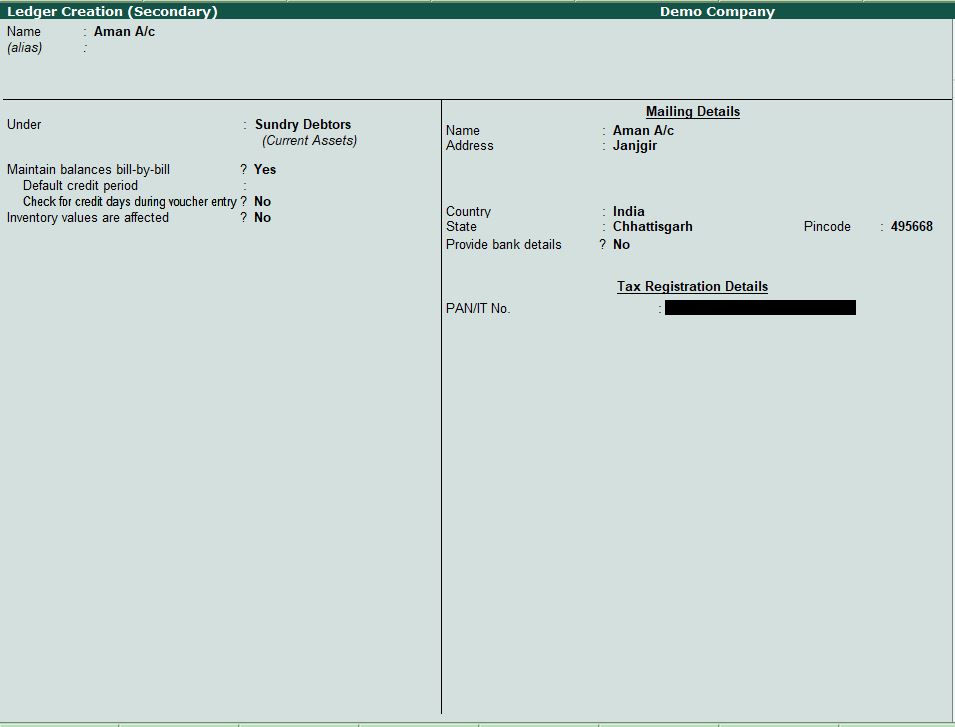 Ledger Creation (Secondary) Demo Company
Name : Aman A/c
(alias) :
Under : Sundry Debtors
(Current Assets)
Maintain balances bill-by-bill ? Yes
Default credit period :
Check for credit days during voucher entry ? No
Inventory values are affected ? No
Mailing Details
Name : Aman A/c
Address : Janjgir
Country : India
State : Chhattisgarh Pincode : 495668
Provide bank details ? No
Tax Registration Details
PAN/IT No. :